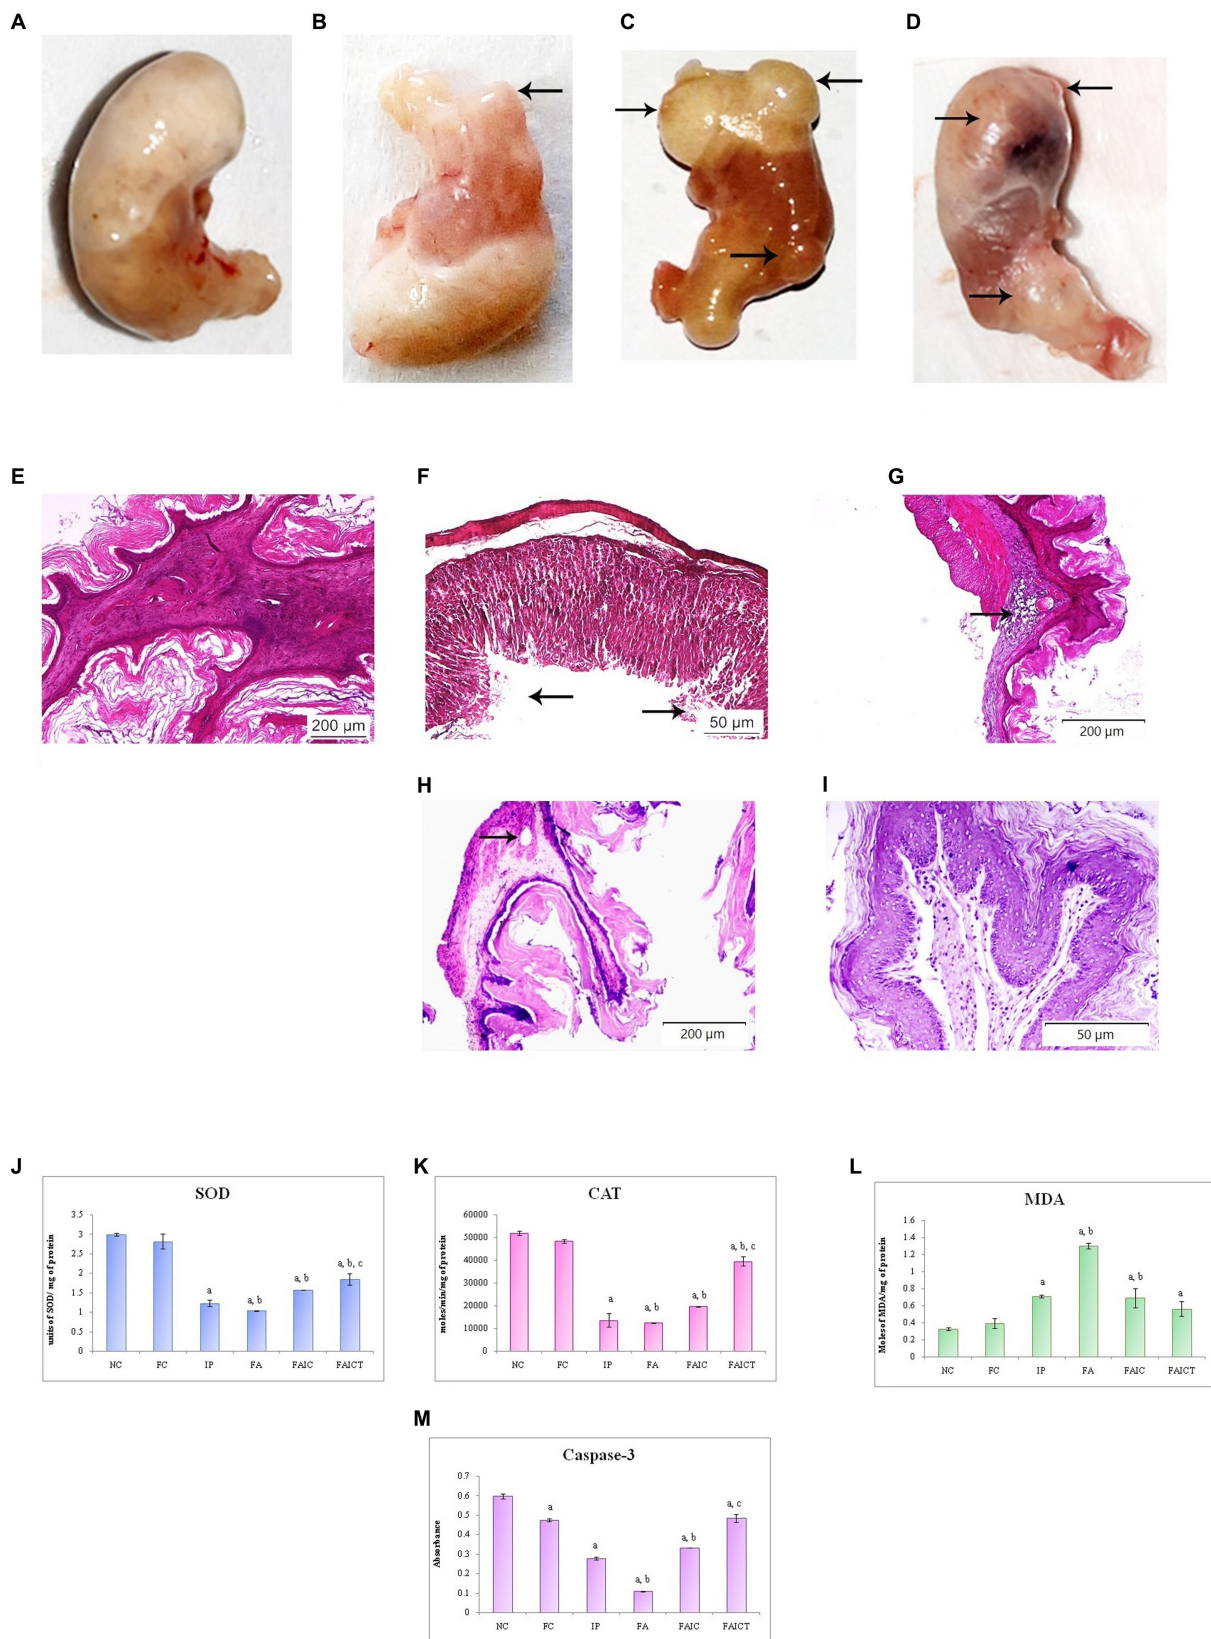 A
B
C
D
E
F
G
200 µm
50 µm
200 µm
H
I
200 µm
50 µm
J
K
L
SOD
units of SOD/ mg of protein
3.5
3
2.5
2
1.5
1
0.5
0
a
a, b
a, b
a, b, c
NC FC IP FA FAIC FAICT
CAT
moles/min/mg of protein
60000
50000
40000
30000
20000
10000
0
a
a, b
a, b
a, b, c
NC FC IP FA FAIC FAICT
MDA
Moles of MDA/mg of protein
1.6
1.4
1.2
1
0.8
0.6
0.4
0.2
0
a
a, b
a, b
a
NC FC IP FA FAIC FAICT
M
Caspase-3
Absorbance
0.7
0.6
0.5
0.4
0.3
0.2
0.1
0
a
a
a, b
a, b
a, c
NC FC IP FA FAIC FAICT